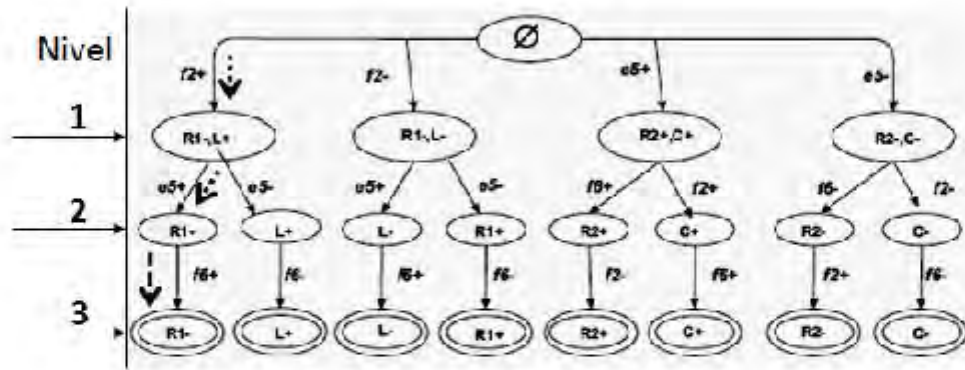 Ø
Nivel
f2+ f2- e5+ e5-
1
R1-,L+ R1-,L- R2+,C+ R2-,C-
e5+ e5- e5+ e5- f6+ f2+ f6- f2-
2
R1- L+ L- R1+ R2+ C+ R2- C-
f6+ f6- f6+ f6- f2- f6+ f2+ f6-
3
R1- L+ L- R1+ R2+ C+ R2- C-